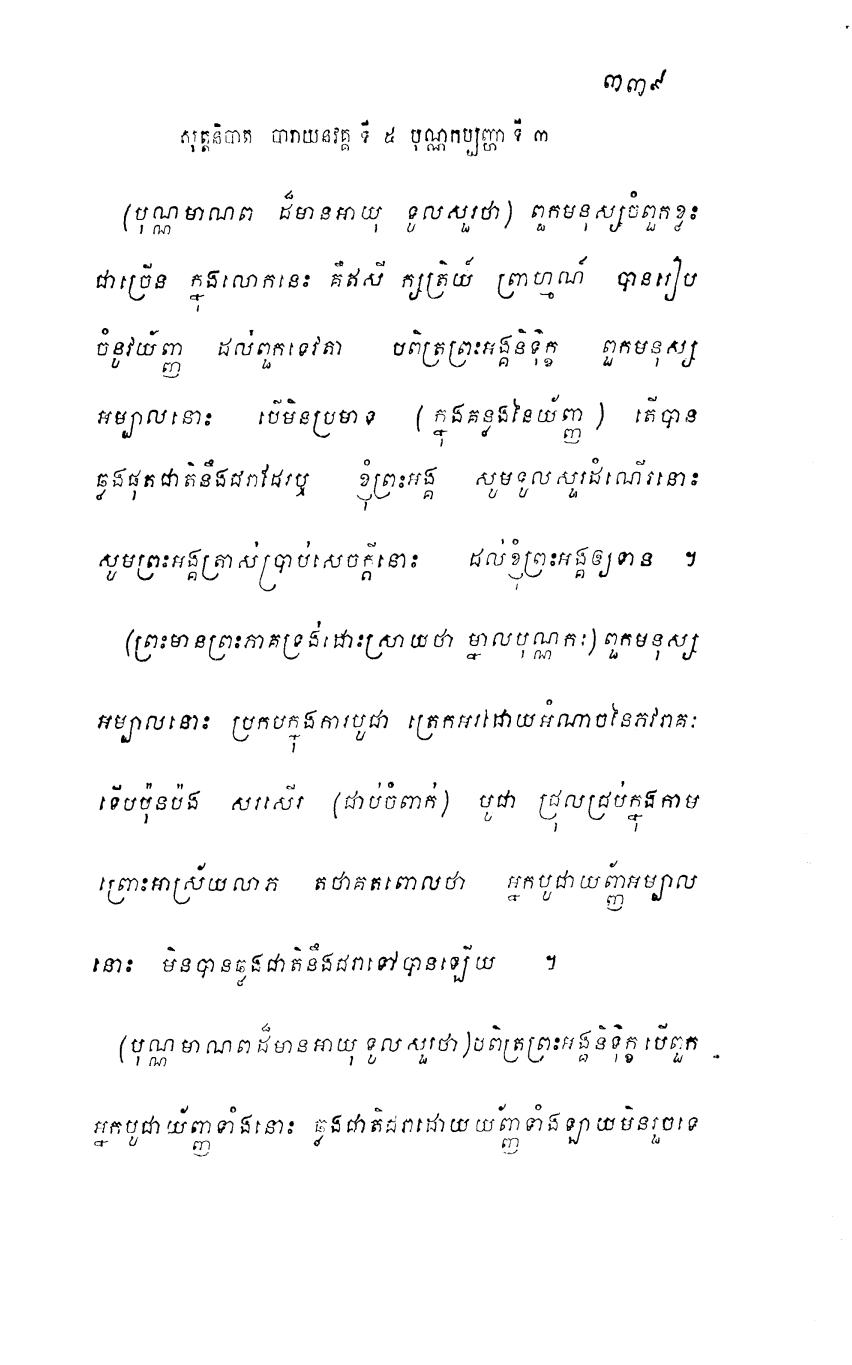 ៣៣៩
សុត្តនិបាត បារាយនវគ្គ ទី ៥ បុណ្ណកប្បញ្ហា ទី ៣
(បុណ្ណមាណព ដ៏មានអាយុ ទូលសួរថា) ពួកមនុស្សចំពួកខ្លះ
ជាច្រើន ក្នុងលោកនេះ គឺឥសី ក្សត្រិយ៍ ព្រាហ្មណ៍ បានរៀប
ចំនូវយ័ញ្ញ ដល់ពួកទេវតា បពិត្រព្រះអង្គនិទ៌ុក្ខ ពួកមនុស្ស
អម្បាលនោះ បើមិនប្រមាទ (ក្នុងគន្លងនៃយ័ញ្ញ) តើបាន
ឆ្លងផុតជាតិនឹងជរាដែរឬ ខ្ញុំព្រះអង្គ សូមទូលសួរដំណើរនោះ
សូមព្រះអង្គត្រាស់ប្រាប់សេចក្តីនោះ ដល់ខ្ញុំព្រះអង្គឲ្យទាន ។
(ព្រះមានព្រះភាគទ្រង់ដោះស្រាយថា ម្នាលបុណ្ណកៈ) ពួកមនុស្ស
អម្បាលនោះ ប្រកបក្នុងការបូជា ត្រេកអរដោយអំណាចនៃភវរាគៈ
ទើបប៉ុនប៉ង សរសើរ (ជាប់ចំពាក់) បូជា ជ្រុលជ្រប់ក្នុងកាម
ព្រោះអាស្រ័យលាភ តថាគតពោលថា អ្នកបូជាយញ្ញ័អម្បាល
នោះ មិនបានឆ្លងជាតិនឹងជរាទៅបានឡើយ ។
(បុណ្ណមាណពដ៏មានអាយុ ទូលសួរថា) បពិត្រព្រះអង្គនិទ៌ុក្ខ បើពួក
អ្នកបូជាយ័ញ្ញទាំងនោះ ឆ្លងជាតិជរាដោយយញ្ញ័ទាំងឡាយមិនរួចទេ